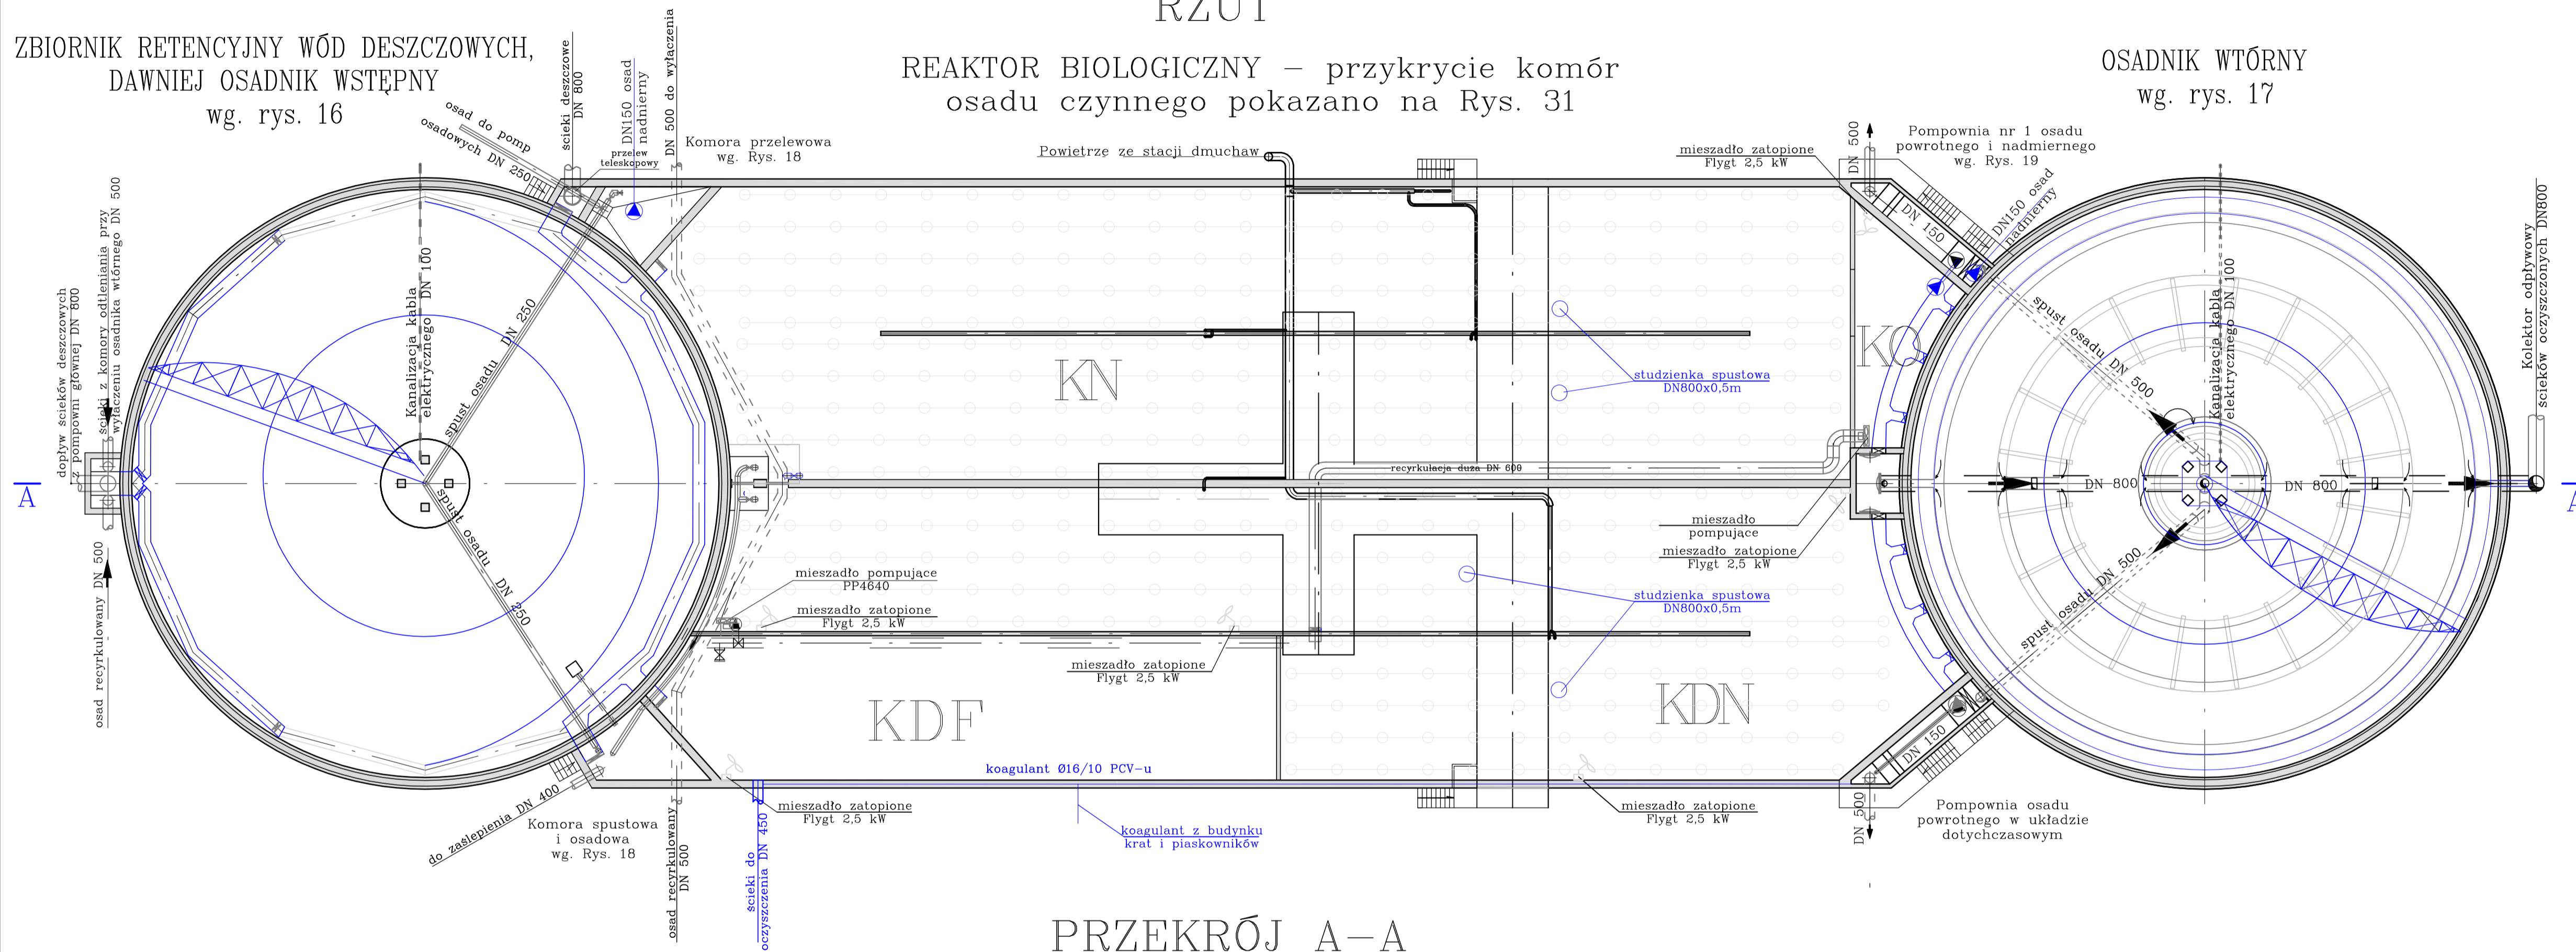 RZUT
ZBIORNIK RETENCYJNY WÓD DESZCZOWYCH,
DAWNIEJ OSADNIK WSTĘPNY
wg. rys. 16
REAKTOR BIOLOGICZNY – przykrycie komór
osadu czynnego pokazano na Rys. 31
OSADNIK WTÓRNY
wg. rys. 17
osad do pomp
osadowych DN 250
ścieki deszczowe
DN 800
DN150 osad
nadmierny
przelew
teleskopowy
DN 500 do wyłączenia
Komora przelewowa
wg. Rys. 18
Powietrze ze stacji dmuchaw
mieszadło zatopione
Flygt 2,5 kW
DN 500
Pompownia nr 1 osadu
powrotnego i nadmiernego
wg. Rys. 19
DN150 osad
nadmierny
DN 150
dopływ ścieków deszczowych
z pompowni głównej DN 800
ścieki z komory odtleniania przy
wyłączeniu osadnika wtórnego DN 500
Kanalizacja kabla
elektrycznego DN 100
spust osadu DN 250
spust osadu DN 250
osad recyrkulowany DN 500
A
KN
KO
studzienka spustowa
DN800x0,5m
recyrkulacja duża DN 600
spust osadu DN 500
Kanalizacja kabla
elektrycznego DN 100
Kolektor odpływowy
ścieków oczyszczonych DN800
DN 800
DN 800
A
mieszadło
pompujące
mieszadło zatopione
Flygt 2,5 kW
mieszadło pompujące
PP4640
mieszadło zatopione
Flygt 2,5 kW
mieszadło zatopione
Flygt 2,5 kW
studzienka spustowa
DN800x0,5m
spust osadu DN 500
KDF
KDN
koagulant Ø16/10 PCV-u
DN 150
do zaślepienia DN 400
Komora spustowa
i osadowa
wg. Rys. 18
osad recyrkulowany
DN 500
ścieki do
oczyszczenia DN 450
mieszadło zatopione
Flygt 2,5 kW
koagulant z budynku
krat i piaskowników
mieszadło zatopione
Flygt 2,5 kW
DN 500
Pompownia osadu
powrotnego w układzie
dotychczasowym
PRZEKRÓJ A–A